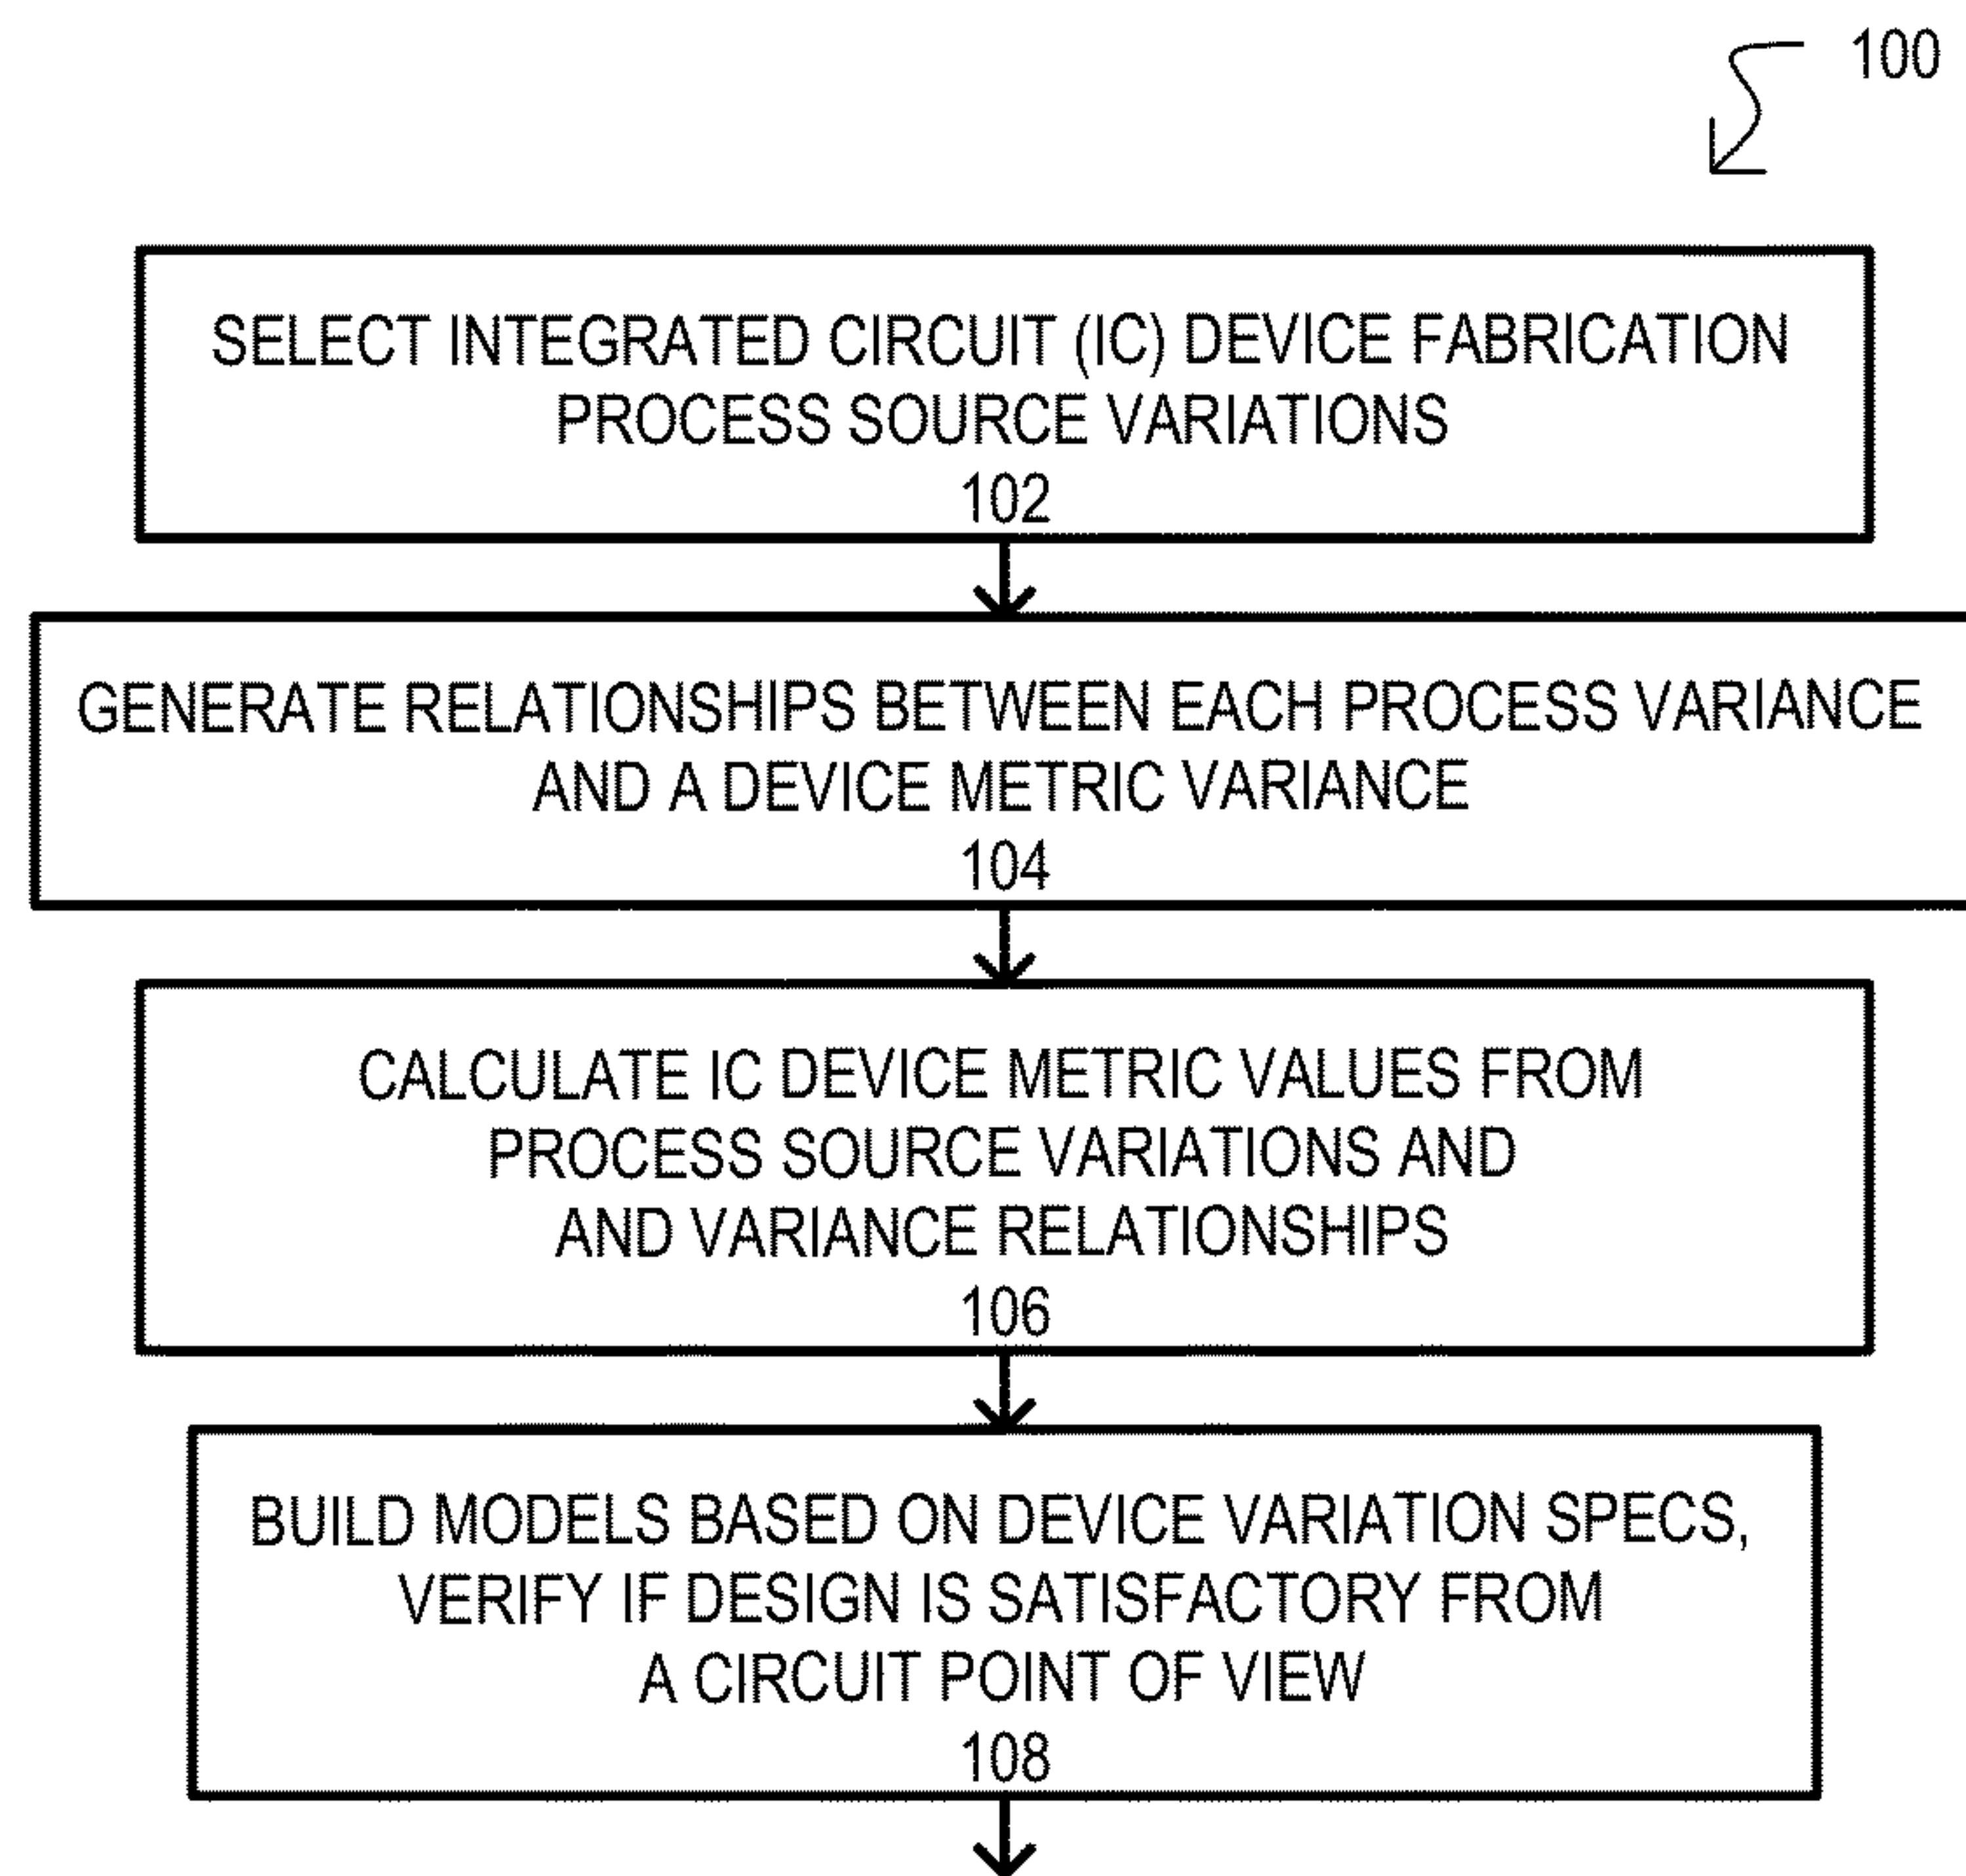 100
SELECT INTEGRATED CIRCUIT (IC) DEVICE FABRICATION
PROCESS SOURCE VARIATIONS
102
GENERATE RELATIONSHIPS BETWEEN EACH PROCESS VARIANCE
AND A DEVICE METRIC VARIANCE
104
CALCULATE IC DEVICE METRIC VALUES FROM
PROCESS SOURCE VARIATIONS AND
AND VARIANCE RELATIONSHIPS
106
BUILD MODELS BASED ON DEVICE VARIATION SPECS,
VERIFY IF DESIGN IS SATISFACTORY FROM
A CIRCUIT POINT OF VIEW
108